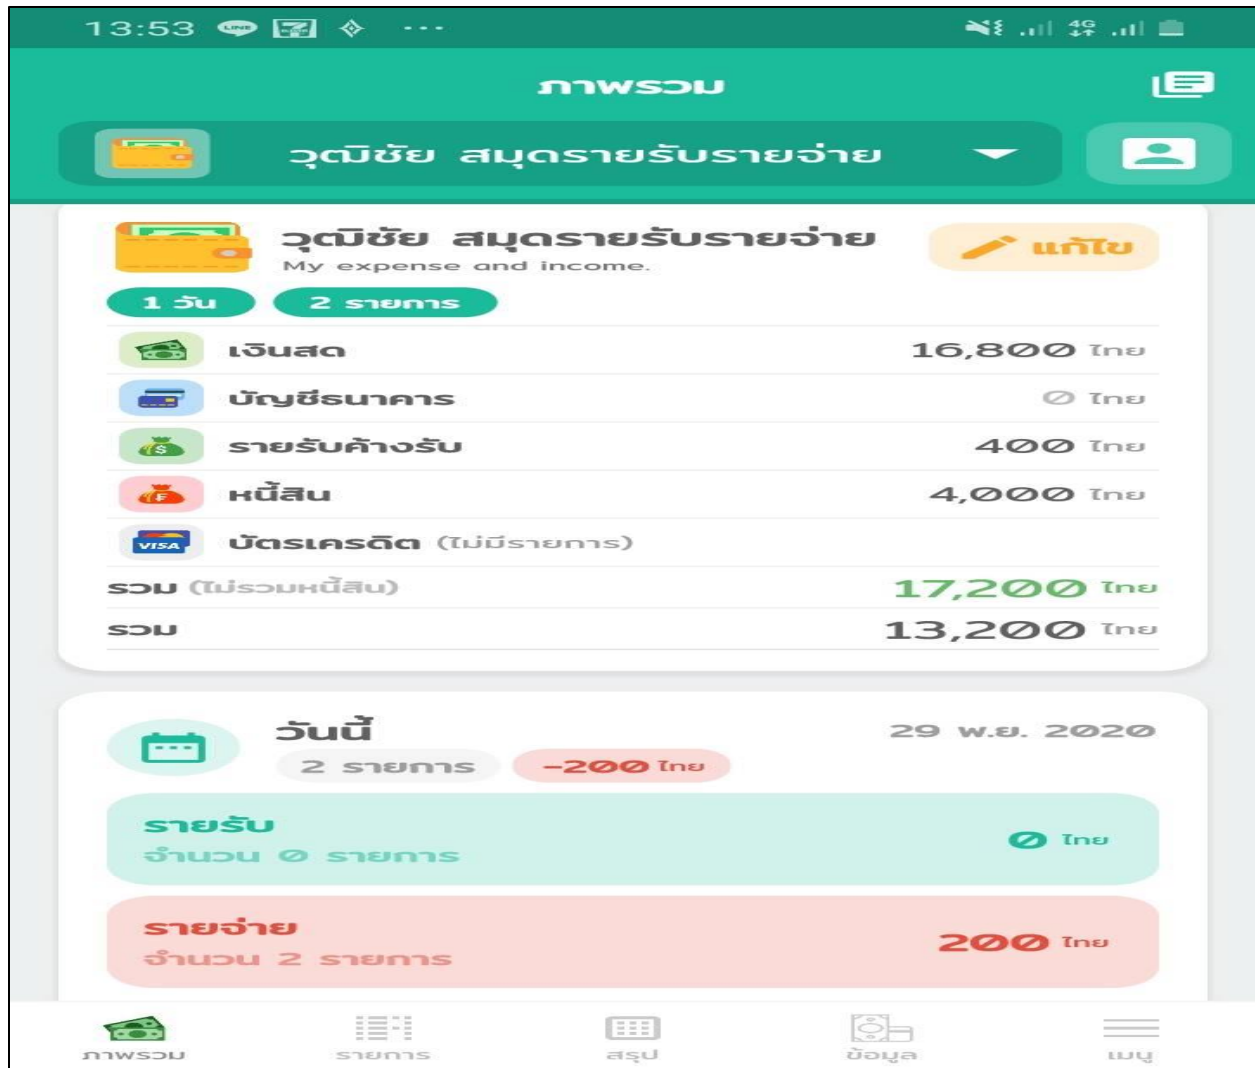 13:53 LINE 7 ...
4G
ภาพรวม
วุฒิชัย สมุดรายรับรายจ่าย
วุฒิชัย สมุดรายรับรายจ่าย
แก้ไข
My expense and income.
1 วัน 2 รายการ
เงินสด 16,800 ไทย
บัญชีธนาคาร 0 ไทย
รายรับค้างรับ 400 ไทย
หนี้สิน 4,000 ไทย
VISA บัตรเครดิต (ไม่มีรายการ)
รวม (ไม่รวมหนี้สิน) 17,200 ไทย
รวม 13,200 ไทย
วันนี้ 29 พ.ย. 2020
2 รายการ -200 ไทย
รายรับ
จำนวน 0 รายการ
0 ไทย
รายจ่าย
จำนวน 2 รายการ
200 ไทย
ภาพรวม รายการ สรุป ข้อมูล เมนู